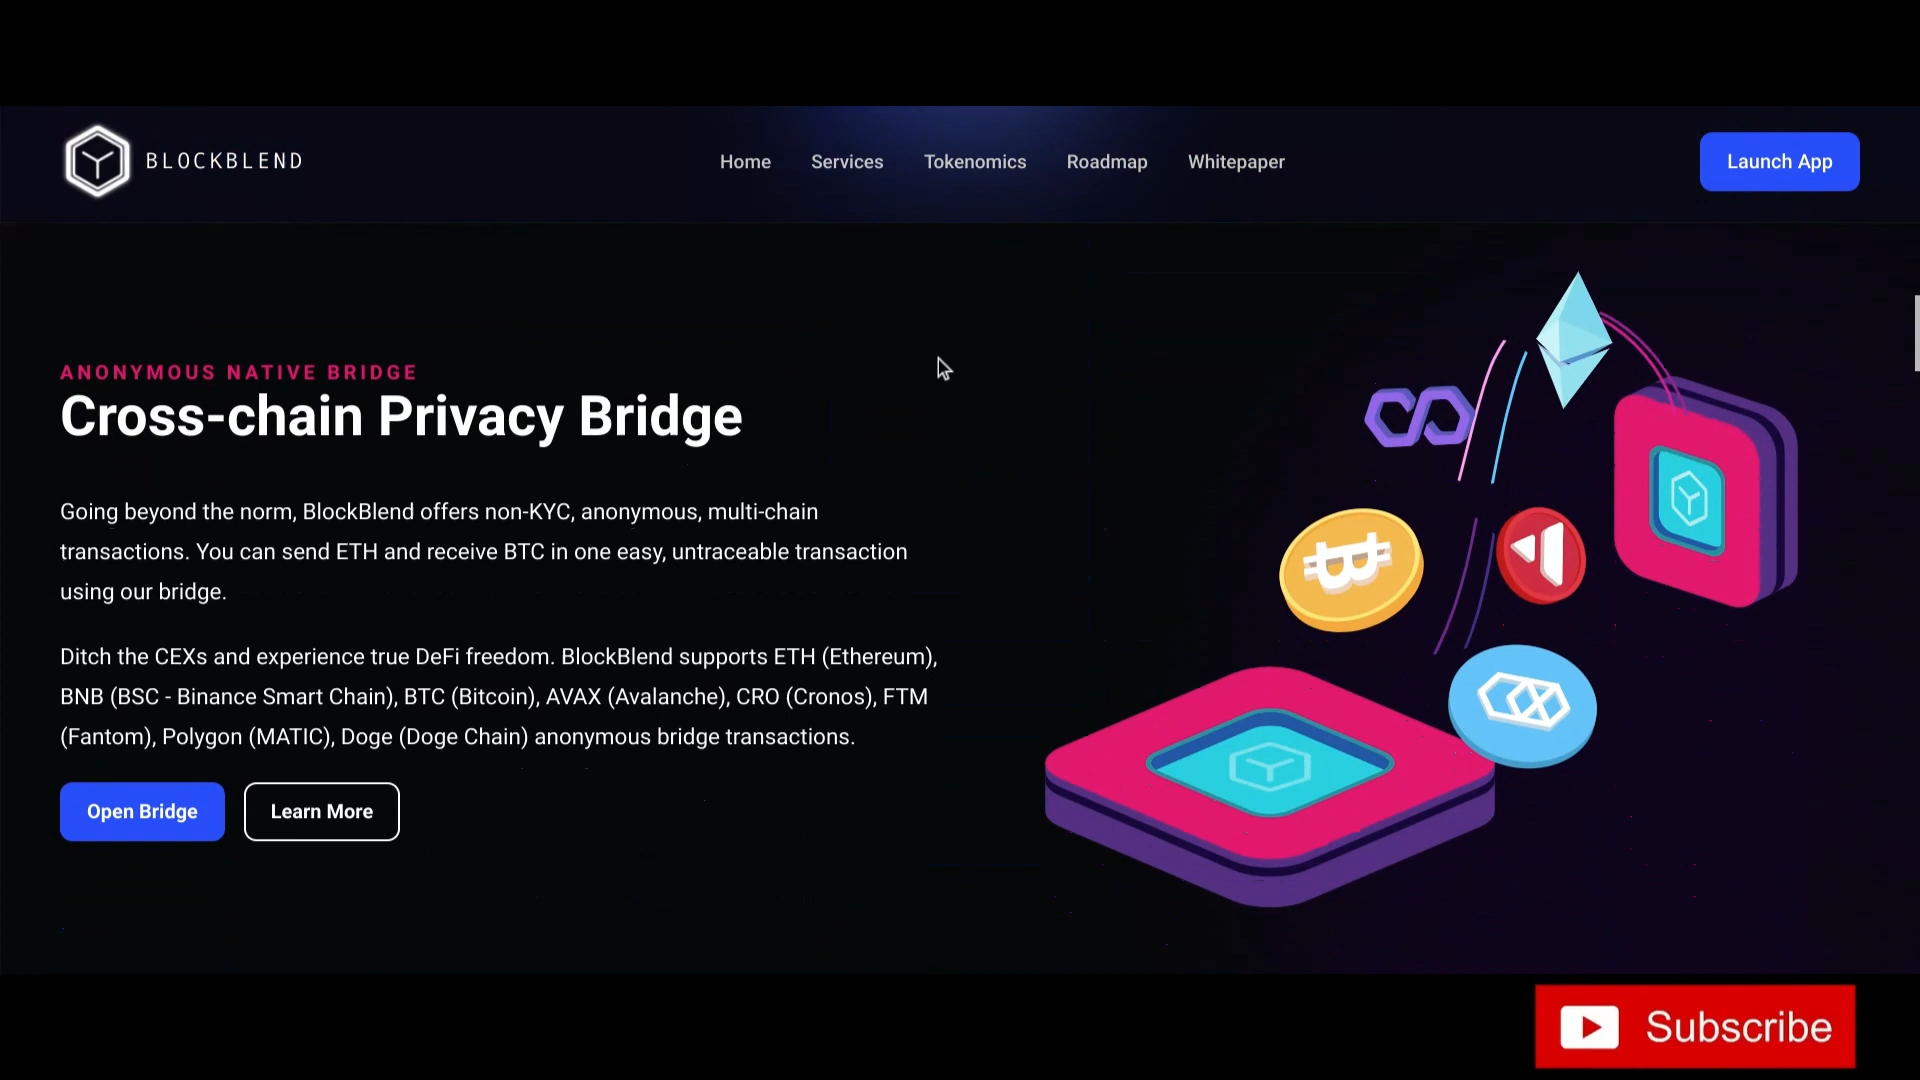 BLOCKBLEND
Home
Services
Tokenomics
Roadmap
Whitepaper
Launch App
ANONYMOUS NATIVE BRIDGE
Cross-chain Privacy Bridge
Going beyond the norm, BlockBlend offers non-KYC, anonymous, multi-chain
transactions. You can send ETH and receive BTC in one easy, untraceable transaction
using our bridge.
Ditch the CEXs and experience true DeFi freedom. BlockBlend supports ETH (Ethereum),
BNB (BSC - Binance Smart Chain), BTC (Bitcoin), AVAX (Avalanche), CRO (Cronos), FTM
(Fantom), Polygon (MATIC), Doge (Doge Chain) anonymous bridge transactions.
Open Bridge
Learn More
Subscribe